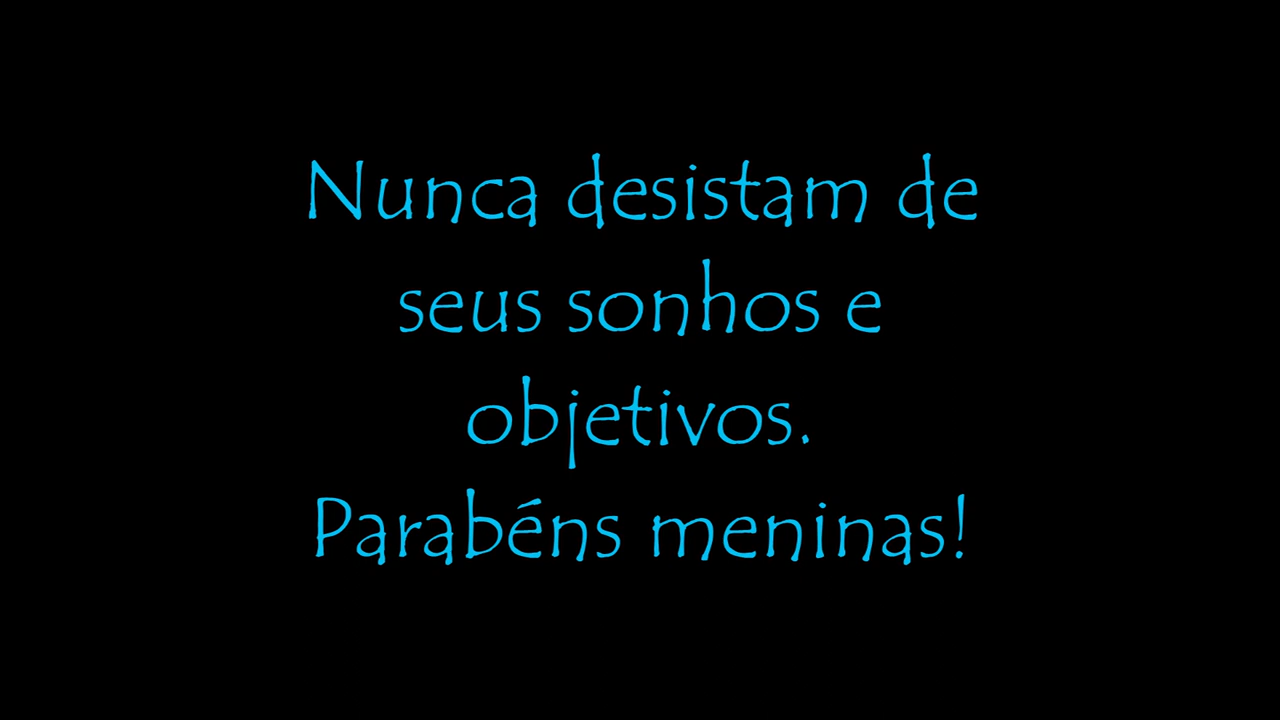 Nunca desistam de
seus sonhos e
objetivos.
Parabéns meninas!